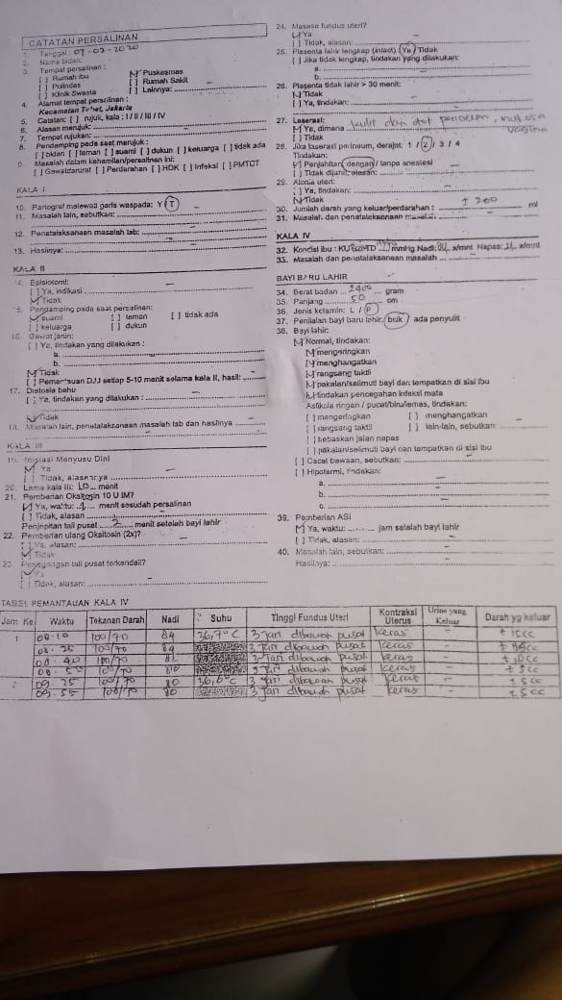 CATATAN PERSALINAN
1. Tanggal : 07-02-2020
2. Nama bidan:
3. Tempat persalinan :
[ ] Rumah Ibu [✓] Puskesmas
[ ] Polindes [ ] Rumah Sakit
[ ] Klinik Swasta [ ] Lainnya:
4. Alamat tempat persalinan :
Kecamatan Tebet, Jakarta
5. Catatan: [ ] rujuk, kala : I / II / III / IV
6. Alasan merujuk:
7. Tempat rujukan:
8. Pendamping pada saat merujuk :
[ ] bidan [ ] teman [ ] suami [ ] dukun [ ] keluarga [ ] tidak ada
9. Masalah dalam kehamilan/persalinan ini:
[ ] Gawatdarurat [ ] Perdarahan [ ] HDK [ ] Infeksi [ ] PMTCT
KALA I
10. Partograf melewati garis waspada: Y / T
11. Masalah lain, sebutkan: –
12. Penatalaksanaan masalah tsb: –
13. Hasilnya: –
KALA II
14. Episiotomi:
[ ] Ya, indikasi –
[✓] Tidak
15. Pendamping pada saat persalinan:
[✓] suami [ ] teman [ ] tidak ada
[ ] keluarga [ ] dukun
16. Gawat janin:
[ ] Ya, tindakan yang dilakukan :
a.
b.
[✓] Tidak
[ ] Pemantauan DJJ setiap 5-10 menit selama kala II, hasil:
17. Distosia bahu
[ ] Ya, tindakan yang dilakukan :
[✓] Tidak
18. Masalah lain, penatalaksanaan masalah tsb dan hasilnya
KALA III
19. Inisiasi Menyusu Dini
[✓] Ya
[ ] Tidak, alasannya
20. Lama kala III: 10 menit
21. Pemberian Oksitosin 10 U IM?
[✓] Ya, waktu: 1 menit sesudah persalinan
[ ] Tidak, alasan
Penjepitan tali pusat 2 menit setelah bayi lahir
22. Pemberian ulang Oksitosin (2x)?
[ ] Ya, alasan:
[✓] Tidak
23. Penegangan tali pusat terkendali?
[✓] Ya
[ ] Tidak, alasan:
24. Masase fundus uteri?
[✓] Ya
[ ] Tidak, alasan:
25. Plasenta lahir lengkap (intact) Ya / Tidak
[ ] Jika tidak lengkap, tindakan yang dilakukan:
a.
b.
26. Plasenta tidak lahir > 30 menit:
[✓] Tidak
[ ] Ya, tindakan:
27. Laserasi:
[✓] Ya, dimana kulit dan otot perineum, mukosa vagina
[ ] Tidak
28. Jika laserasi perineum, derajat: 1 / 2 / 3 / 4
Tindakan:
[✓] Penjahitan, dengan / tanpa anestesi
[ ] Tidak dijahit, alasan:
29. Atonia uteri:
[ ] Ya, tindakan:
[✓] Tidak
30. Jumlah darah yang keluar/perdarahan : ± 200 ml
31. Masalah dan penatalaksanaan masalah:
KALA IV
32. Kondisi ibu : KU Baik TD mmHg Nadi: 84 x/mnt Napas: x/mnt
33. Masalah dan penatalaksanaan masalah –
BAYI BARU LAHIR
34. Berat badan 2400 gram
35. Panjang 50 cm
36. Jenis kelamin: L / P
37. Penilaian bayi baru lahir: baik / ada penyulit
38. Bayi lahir:
[✓] Normal, tindakan:
[✓] mengeringkan
[✓] menghangatkan
[✓] rangsang taktil
[✓] pakaian/selimuti bayi dan tempatkan di sisi ibu
[✓] tindakan pencegahan infeksi mata
Asfiksia ringan / pucat/biru/lemas, tindakan:
[ ] mengeringkan [ ] menghangatkan
[ ] rangsang taktil [ ] lain-lain, sebutkan:
[ ] bebaskan jalan napas
[ ] pakaian/selimuti bayi dan tempatkan di sisi ibu
[ ] Cacat bawaan, sebutkan:
[ ] Hipotermi, tindakan:
a.
b.
c.
39. Pemberian ASI
[✓] Ya, waktu: jam setelah bayi lahir
[ ] Tidak, alasan:
40. Masalah lain, sebutkan:
Hasilnya:
TABEL PEMANTAUAN KALA IV
Jam Ke Waktu Tekanan Darah Nadi Suhu Tinggi Fundus Uteri Kontraksi Uterus Urine yang Keluar Darah yg keluar
1 08.10 100/70 84 36,7°C 3 jari dibawah pusat keras – ± 15cc
08.25 100/70 84 3 jari dibawah pusat keras –
08.40 110/70 82 3 jari dibawah pusat keras – ± 10cc
08.55 100/70 80 3 jari dibawah pusat keras – ± 5cc
2 09.25 100/70 80 36,6°C 3 jari dibawah pusat keras – ± 5cc
09.55 100/70 80 3 jari dibawah pusat keras – ± 5cc